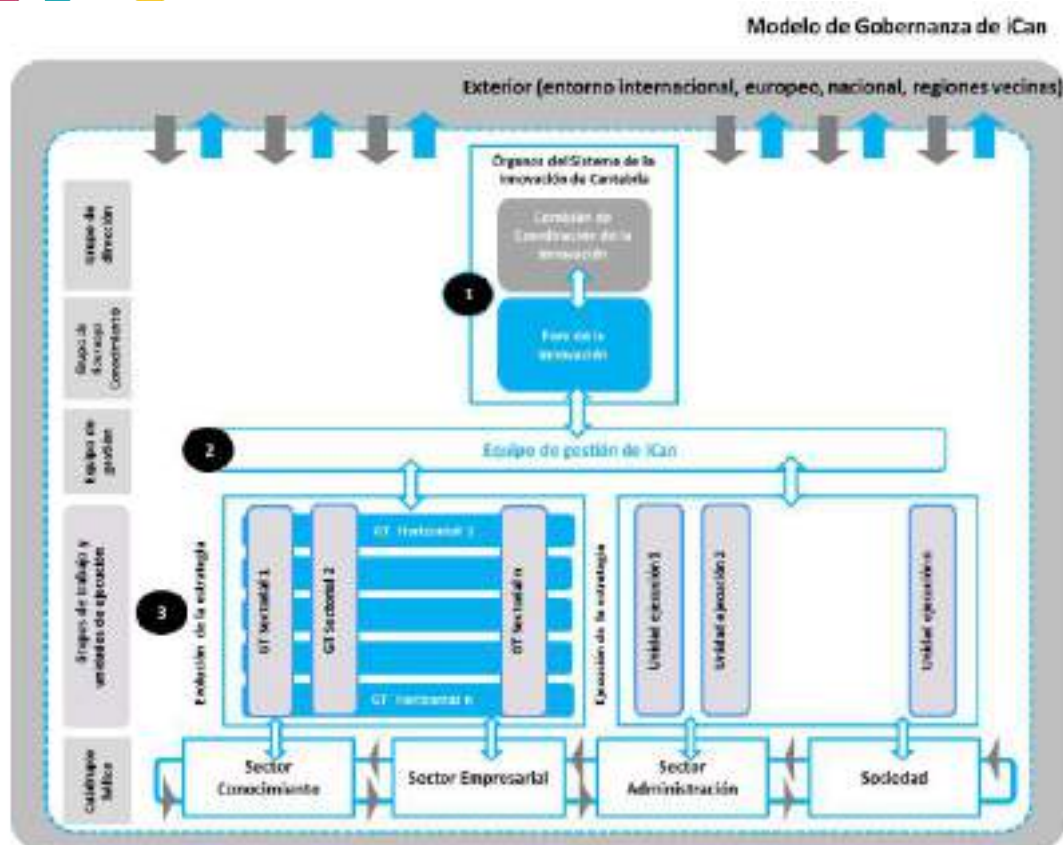 Modelo de Gobernanza de iCan
Exterior (entorno internacional, europeo, nacional, regiones vecinas)
Órganos del Sistema de la
Innovación de Cantabria
Grupo de
dirección
Comisión de
Coordinación de la
Innovación
1
Grupo de
Conocimiento
Foro de la
Innovación
Equipo de
gestión
2
Equipo de gestión de iCan
Grupos de trabajo y
unidades de ejecución
3
Evolución de la estrategia
GT Horizontal 1
GT Sectorial 1
GT Sectorial 2
GT Sectorial n
GT Horizontal n
Ejecución de la estrategia
Unidad ejecución 1
Unidad ejecución 2
Unidad ejecución n
Sector
Conocimiento
Sector Empresarial
Sector
Administración
Sociedad